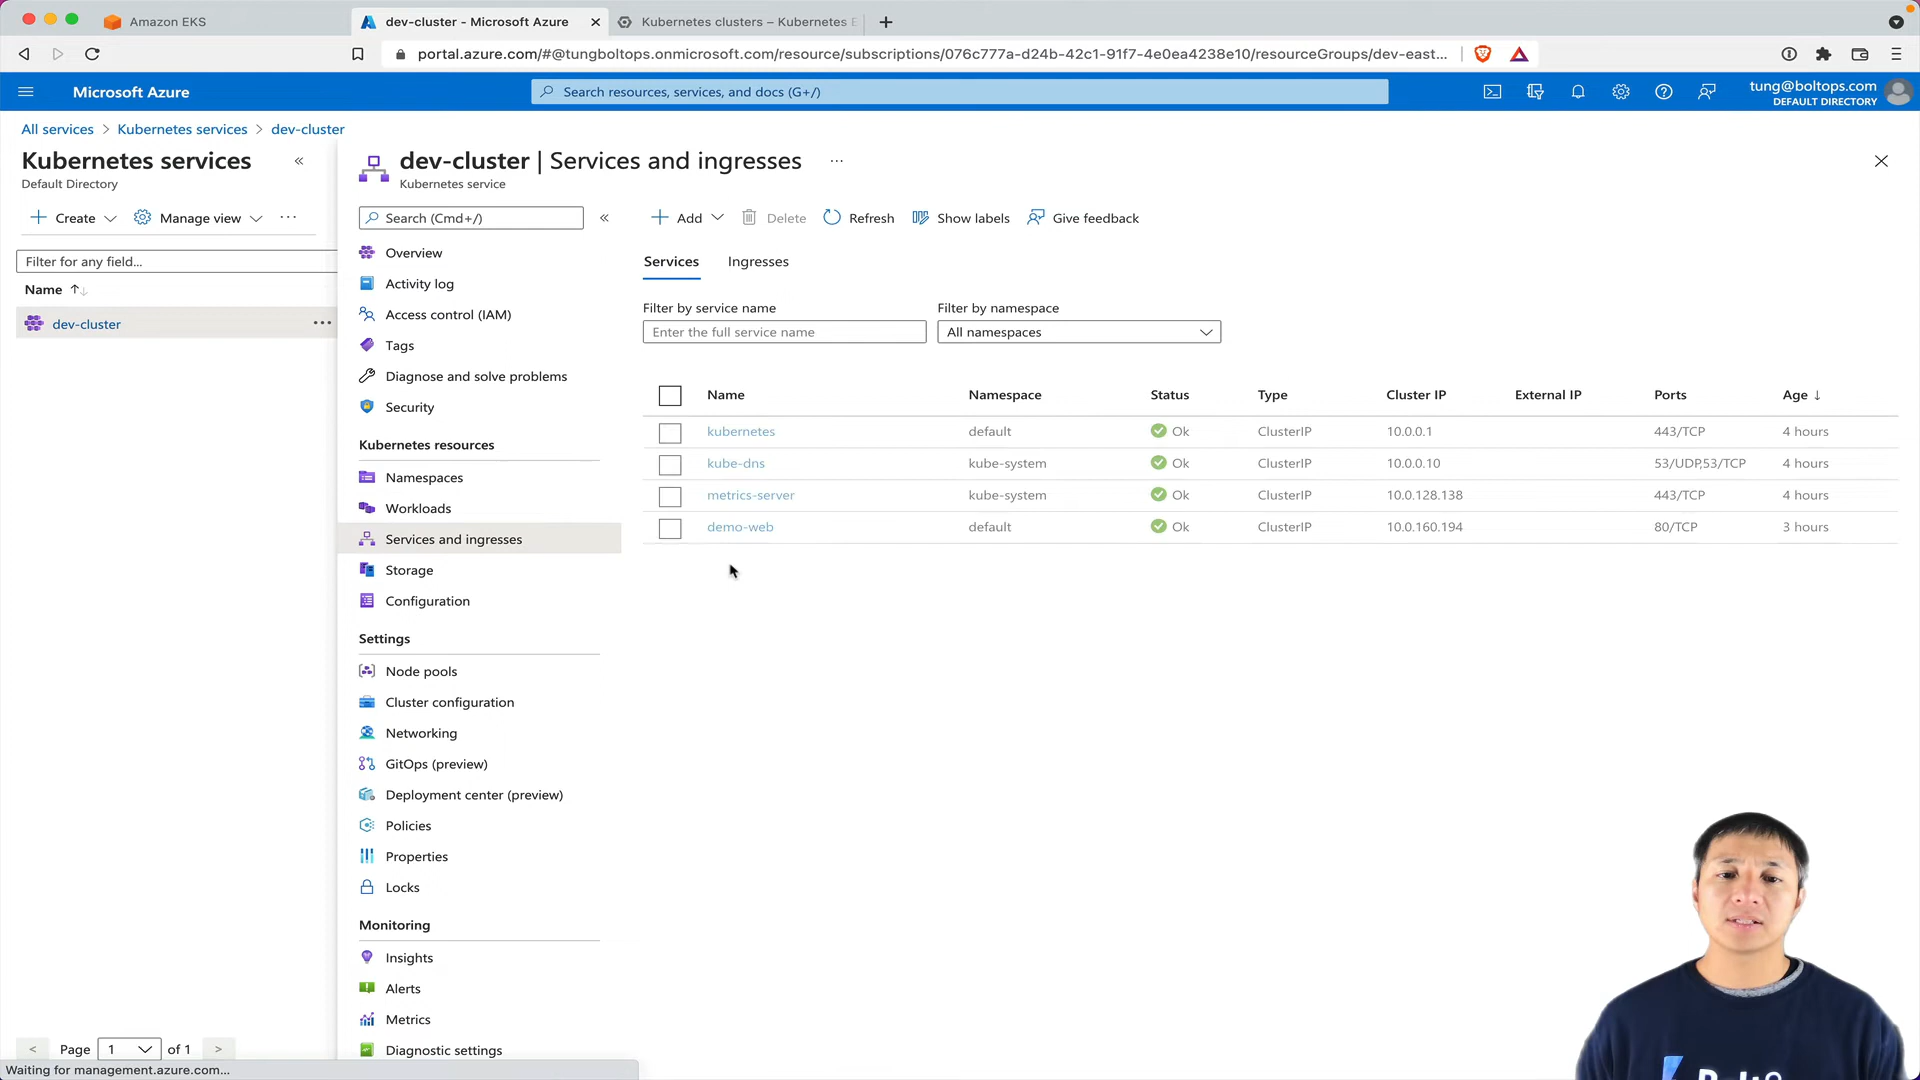 Amazon EKS
dev-cluster - Microsoft Azure
Kubernetes clusters – Kubernetes E
portal.azure.com/#@tungboltops.onmicrosoft.com/resource/subscriptions/076c777a-d24b-42c1-91f7-4e0ea4238e10/resourceGroups/dev-east...
Microsoft Azure
Search resources, services, and docs (G+/)
tung@boltops.com
DEFAULT DIRECTORY
All services > Kubernetes services > dev-cluster
Kubernetes services
Default Directory
Create
Manage view
Filter for any field...
Name
dev-cluster
Page 1 of 1
Waiting for management.azure.com...
dev-cluster | Services and ingresses
Kubernetes service
Search (Cmd+/)
Overview
Activity log
Access control (IAM)
Tags
Diagnose and solve problems
Security
Kubernetes resources
Namespaces
Workloads
Services and ingresses
Storage
Configuration
Settings
Node pools
Cluster configuration
Networking
GitOps (preview)
Deployment center (preview)
Policies
Properties
Locks
Monitoring
Insights
Alerts
Metrics
Diagnostic settings
Add Delete Refresh Show labels Give feedback
Services Ingresses
Filter by service name Filter by namespace
Enter the full service name All namespaces
Name Namespace Status Type Cluster IP External IP Ports Age ↓
kubernetes default Ok ClusterIP 10.0.0.1 443/TCP 4 hours
kube-dns kube-system Ok ClusterIP 10.0.0.10 53/UDP,53/TCP 4 hours
metrics-server kube-system Ok ClusterIP 10.0.128.138 443/TCP 4 hours
demo-web default Ok ClusterIP 10.0.160.194 80/TCP 3 hours